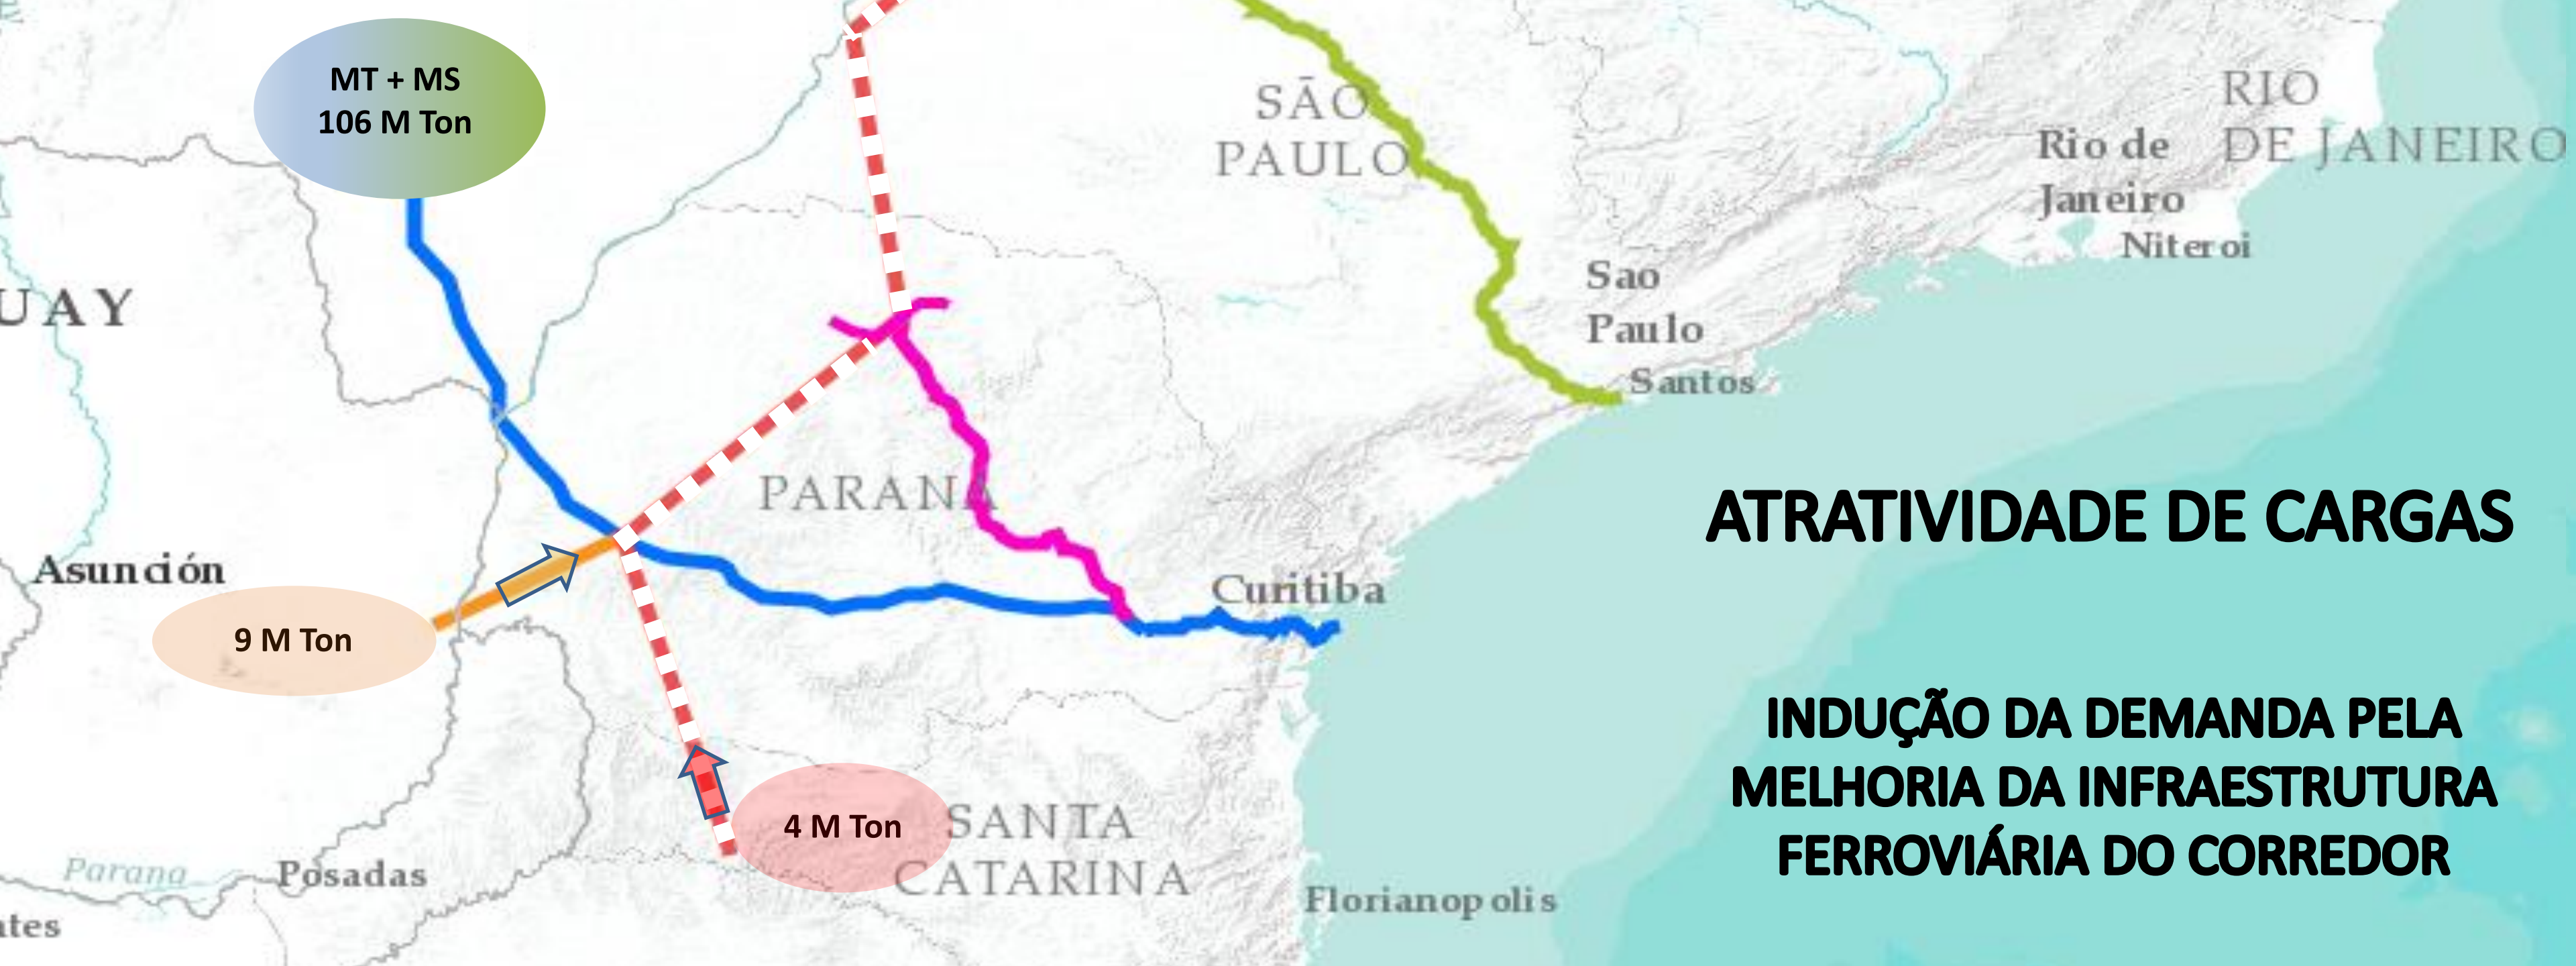 MT + MS
106 M Ton
SÃO
PAULO
RIO
DE JANEIRO
Rio de
Janeiro
Niteroi
Sao
Paulo
Santos
UAY
PARANÁ
ATRATIVIDADE DE CARGAS
Asunción
Curitiba
9 M Ton
INDUÇÃO DA DEMANDA PELA
MELHORIA DA INFRAESTRUTURA
FERROVIÁRIA DO CORREDOR
4 M Ton
SANTA
CATARINA
Parana
Posadas
Florianopolis
ntes